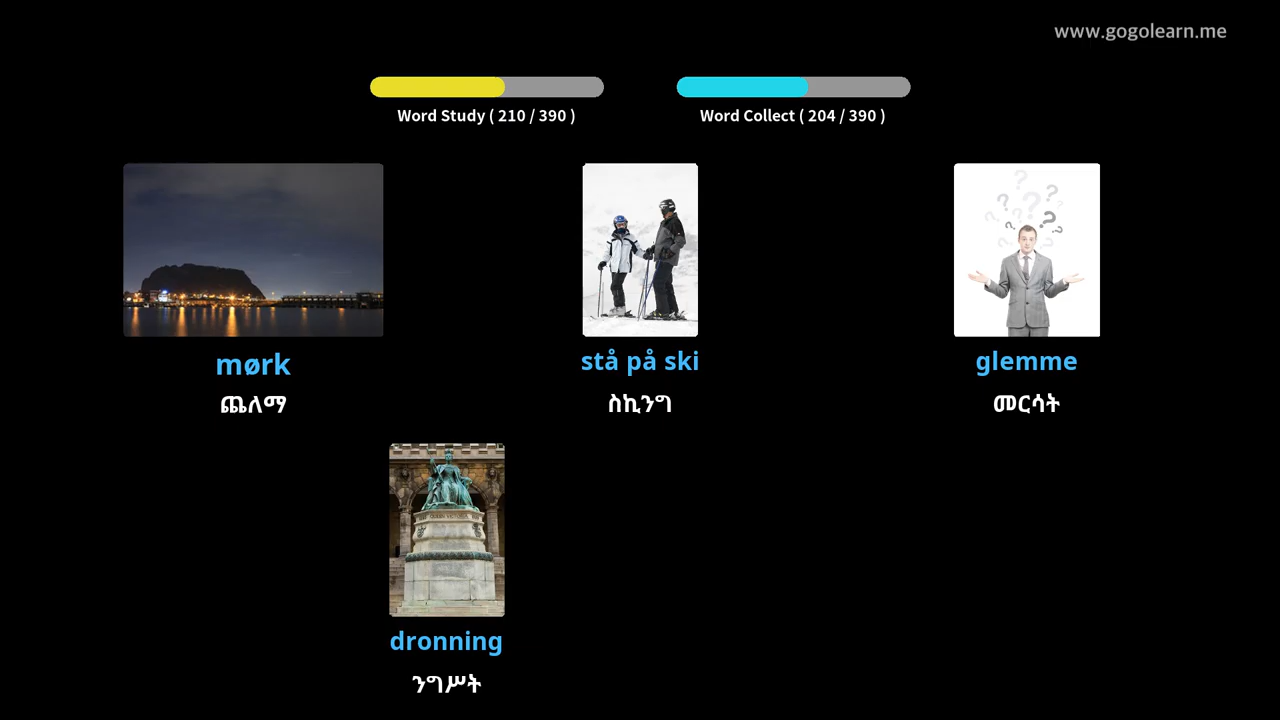 www.gogolearn.me
Word Study ( 210 / 390 )
Word Collect ( 204 / 390 )
mørk
stå på ski
glemme
ጨለማ
ስኪንግ
መርሳት
dronning
ንግሥት